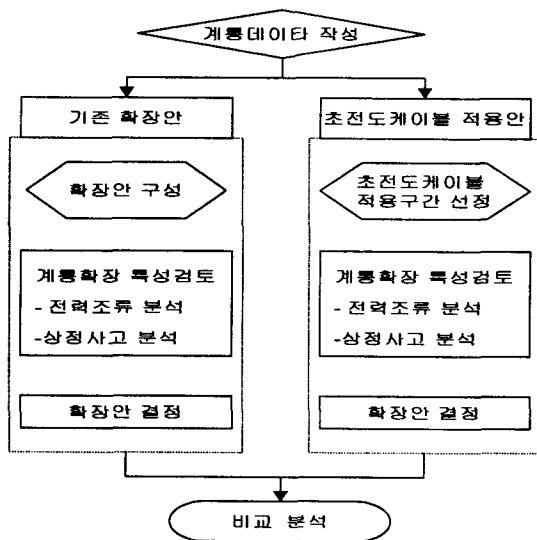 계통데이타 작성
기존 확장안
초전도케이블 적용안
확장안 구성
초전도케이블
적용구간 선정
계통확장 특성검토
- 전력조류 분석
-상정사고 분석
계통확장 특성검토
- 전력조류 분석
-상정사고 분석
확장안 결정
확장안 결정
비교 분석